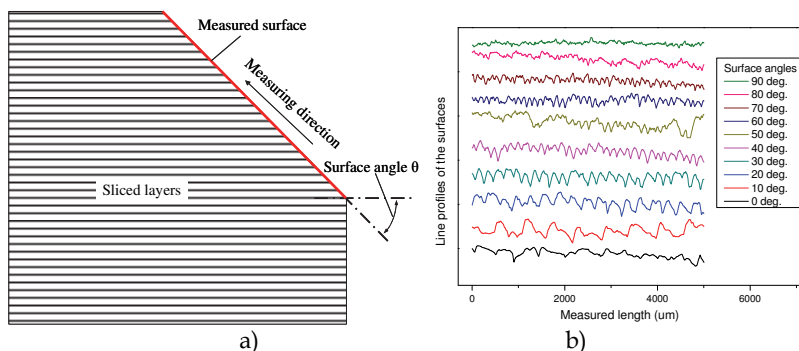 Measured surface
Measuring direction
Surface angle θ
Sliced layers
a)
Line profiles of the surfaces
Surface angles
90 deg.
80 deg.
70 deg.
60 deg.
50 deg.
40 deg.
30 deg.
20 deg.
10 deg.
0 deg.
0 2000 4000 6000
Measured length (um)
b)